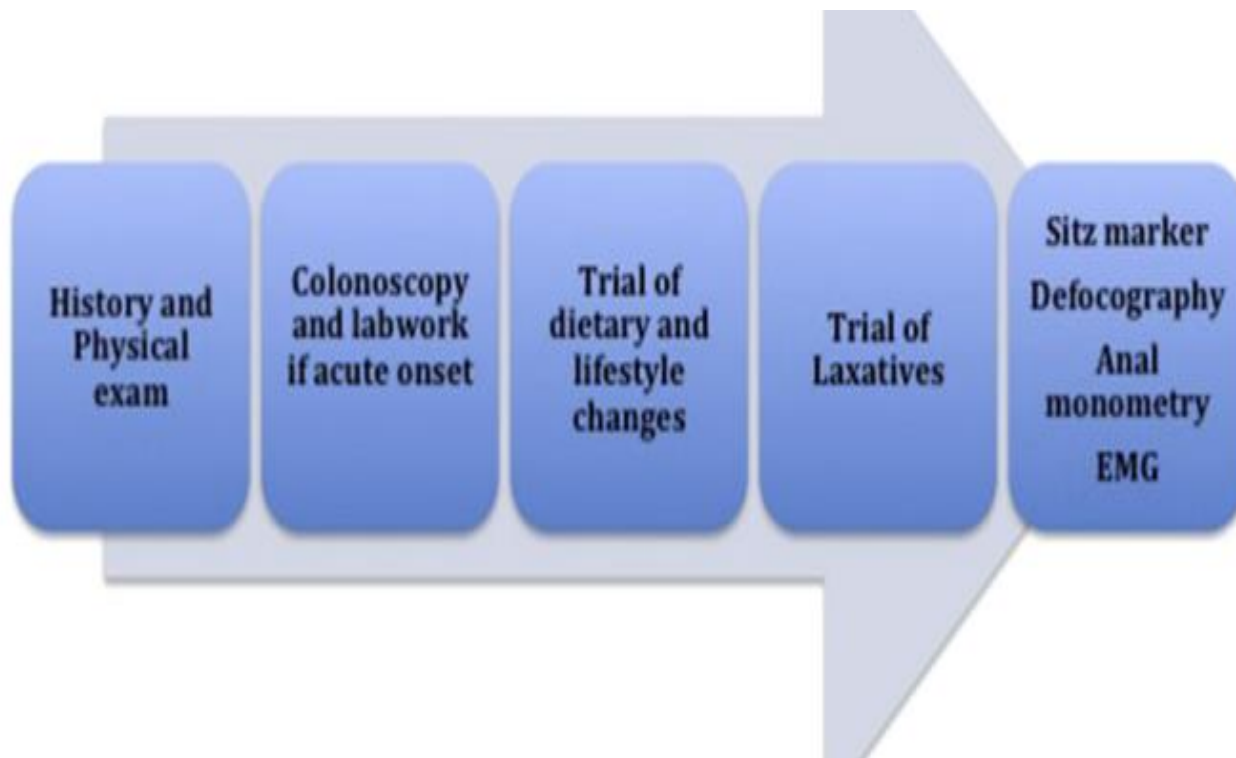 History and
Physical
exam
Colonoscopy
and labwork
if acute onset
Trial of
dietary and
lifestyle
changes
Trial of
Laxatives
Sitz marker
Defocography
Anal
monometry
EMG